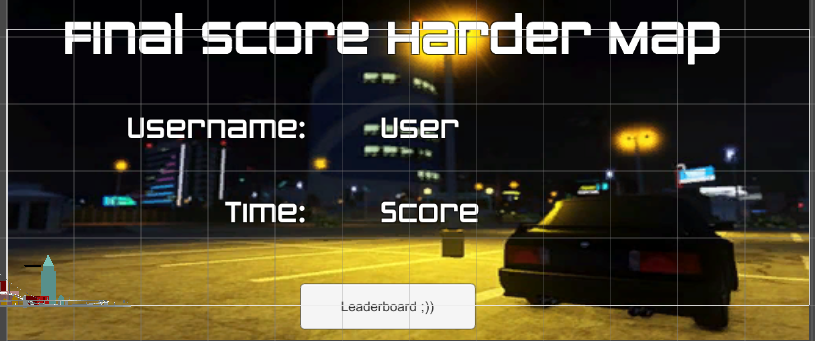 Final Score Harder Map
Username: User
Time: Score
Leaderboard ;))